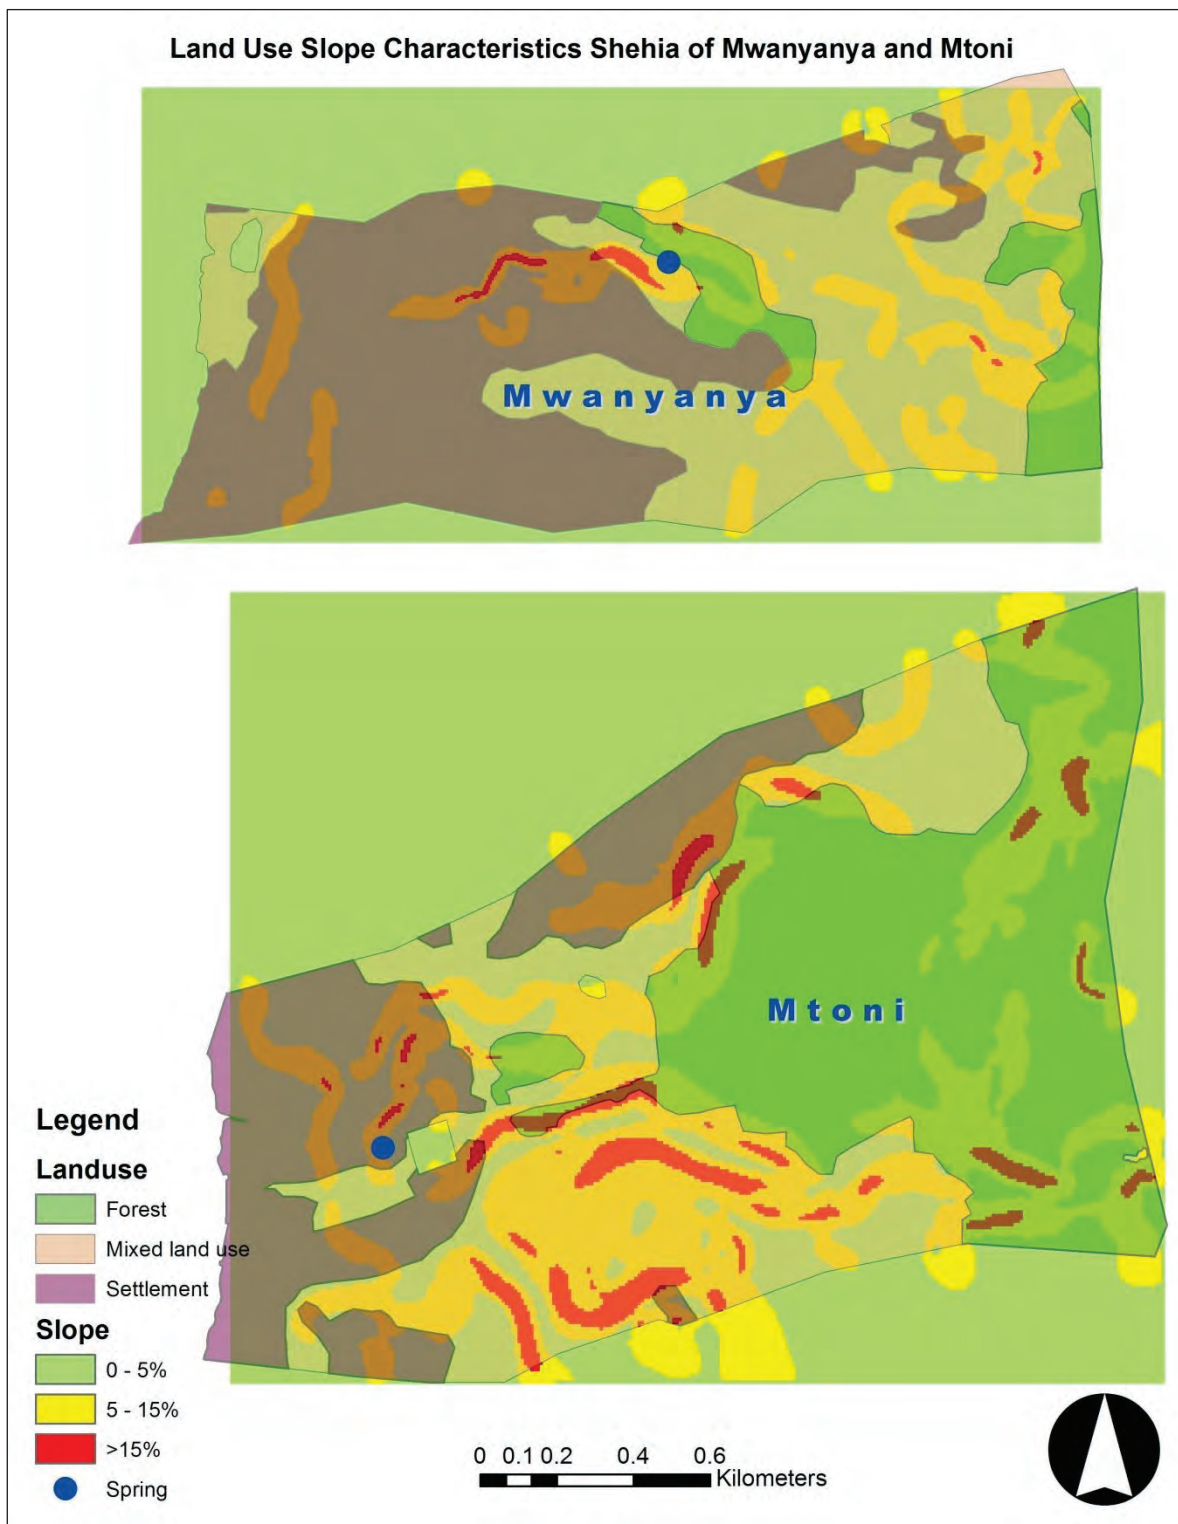 Land Use Slope Characteristics Shehia of Mwanyanya and Mtoni
Mwanyanya
Mtoni
Legend
Landuse
Forest
Mixed land use
Settlement
Slope
0 - 5%
5 - 15%
>15%
Spring
0 0.1 0.2 0.4 0.6
Kilometers